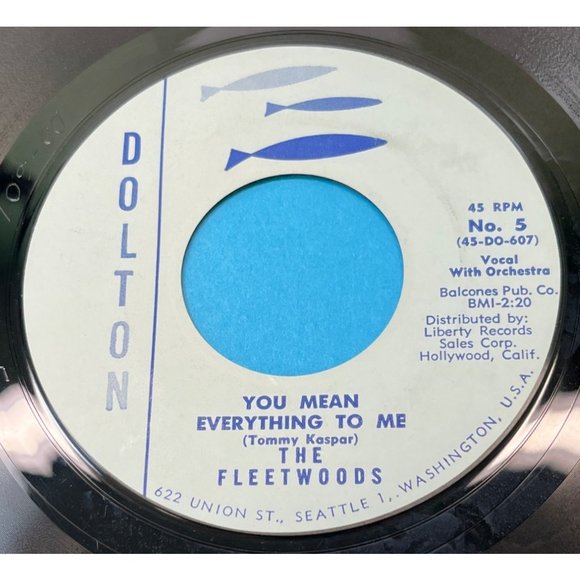 DOLTON
45 RPM
No. 5
(45-DO-607)
Vocal
With Orchestra
Balcones Pub. Co.
BMI-2:20
Distributed by:
Liberty Records
Sales Corp.
Hollywood, Calif.
YOU MEAN
EVERYTHING TO ME
(Tommy Kaspar)
THE
FLEETWOODS
622 UNION ST., SEATTLE 1,. WASHINGTON, U.S.A.